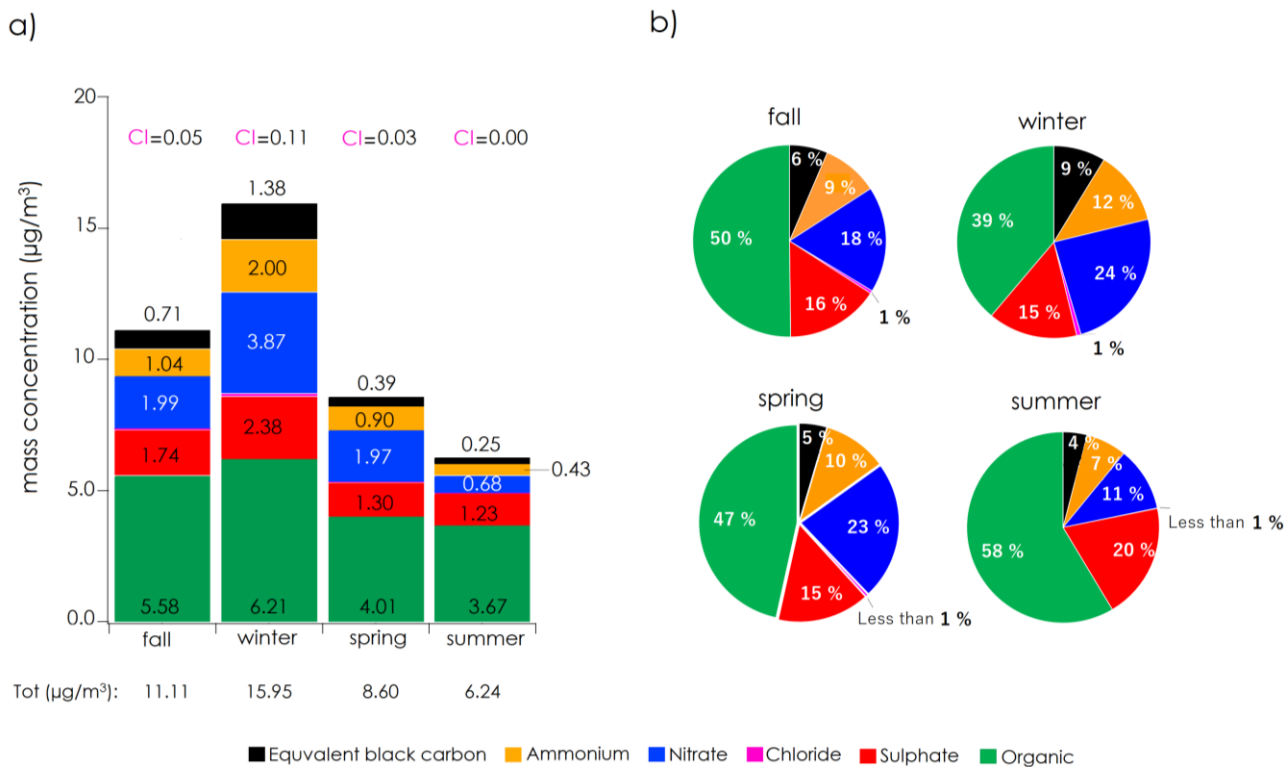 a)
mass concentration (µg/m³)
20
15
10
5.0
0.0
Cl=0.05
Cl=0.11
Cl=0.03
Cl=0.00
0.71
1.04
1.99
1.74
5.58
1.38
2.00
3.87
2.38
6.21
0.39
0.90
1.97
1.30
4.01
0.25
0.43
0.68
1.23
3.67
fall
winter
spring
summer
Tot (µg/m³): 11.11 15.95 8.60 6.24
b)
fall
6 %
9 %
18 %
1 %
16 %
50 %
winter
9 %
12 %
24 %
1 %
15 %
39 %
spring
5 %
10 %
23 %
Less than 1 %
15 %
47 %
summer
4 %
7 %
11 %
Less than 1 %
20 %
58 %
Equvalent black carbon Ammonium Nitrate Chloride Sulphate Organic